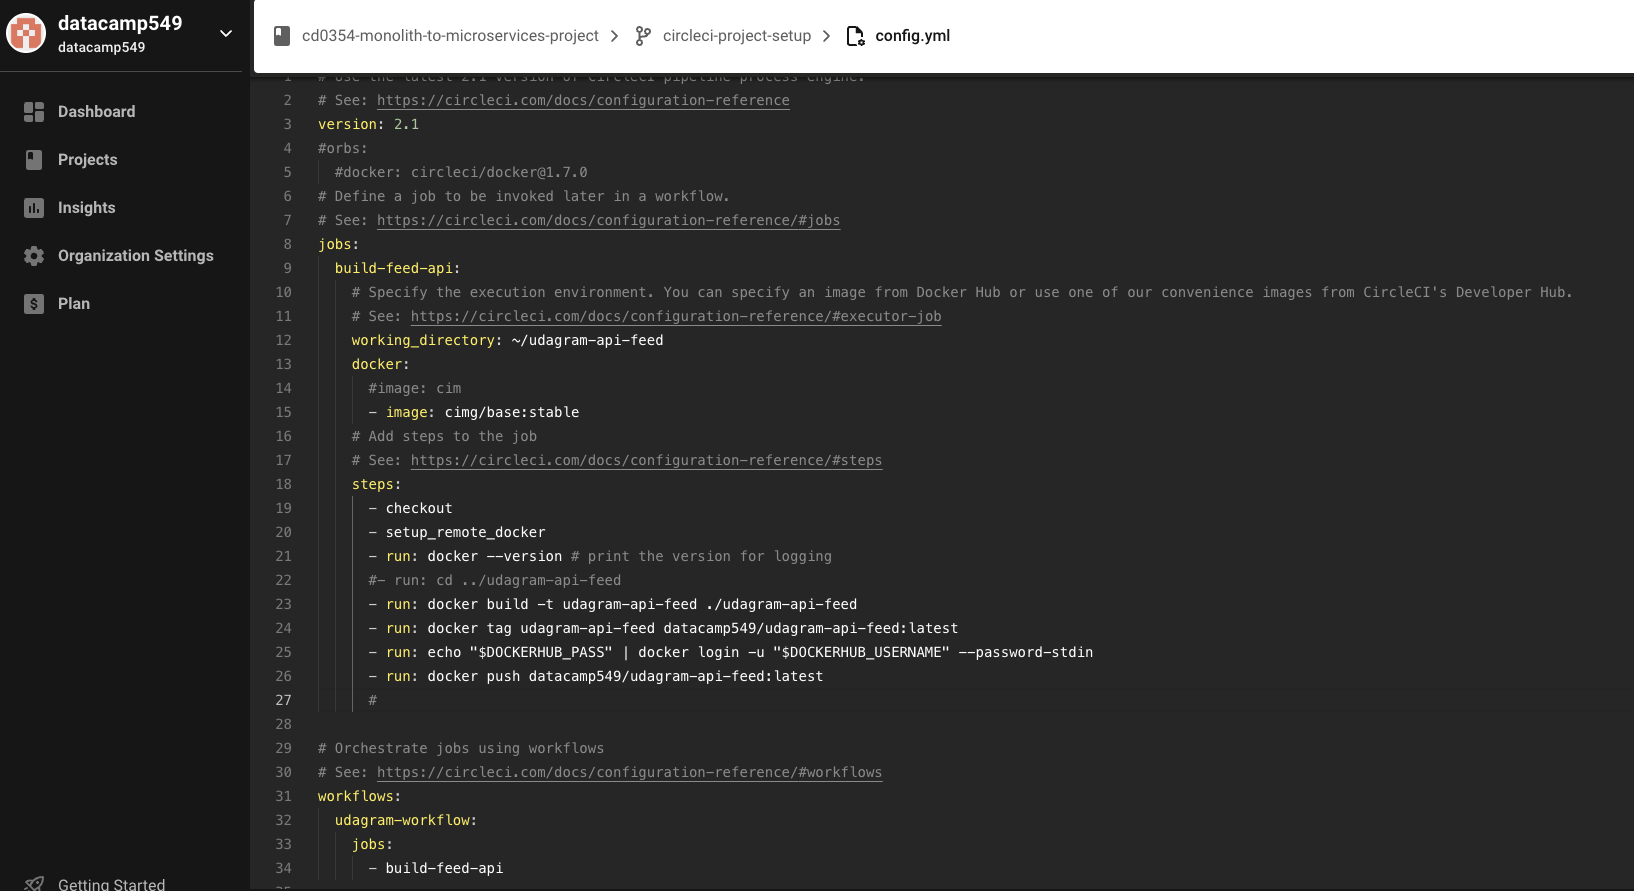 datacamp549
datacamp549
Dashboard
Projects
Insights
Organization Settings
Plan
Getting Started
cd0354-monolith-to-microservices-project > circleci-project-setup > config.yml
1 # Use the latest 2.1 version of CircleCI pipeline process engine.
2 # See: https://circleci.com/docs/configuration-reference
3 version: 2.1
4 #orbs:
5 #docker: circleci/docker@1.7.0
6 # Define a job to be invoked later in a workflow.
7 # See: https://circleci.com/docs/configuration-reference/#jobs
8 jobs:
9 build-feed-api:
10 # Specify the execution environment. You can specify an image from Docker Hub or use one of our convenience images from CircleCI's Developer Hub.
11 # See: https://circleci.com/docs/configuration-reference/#executor-job
12 working_directory: ~/udagram-api-feed
13 docker:
14 #image: cim
15 - image: cimg/base:stable
16 # Add steps to the job
17 # See: https://circleci.com/docs/configuration-reference/#steps
18 steps:
19 - checkout
20 - setup_remote_docker
21 - run: docker --version # print the version for logging
22 #- run: cd ../udagram-api-feed
23 - run: docker build -t udagram-api-feed ./udagram-api-feed
24 - run: docker tag udagram-api-feed datacamp549/udagram-api-feed:latest
25 - run: echo "$DOCKERHUB_PASS" | docker login -u "$DOCKERHUB_USERNAME" --password-stdin
26 - run: docker push datacamp549/udagram-api-feed:latest
27 #
28
29 # Orchestrate jobs using workflows
30 # See: https://circleci.com/docs/configuration-reference/#workflows
31 workflows:
32 udagram-workflow:
33 jobs:
34 - build-feed-api